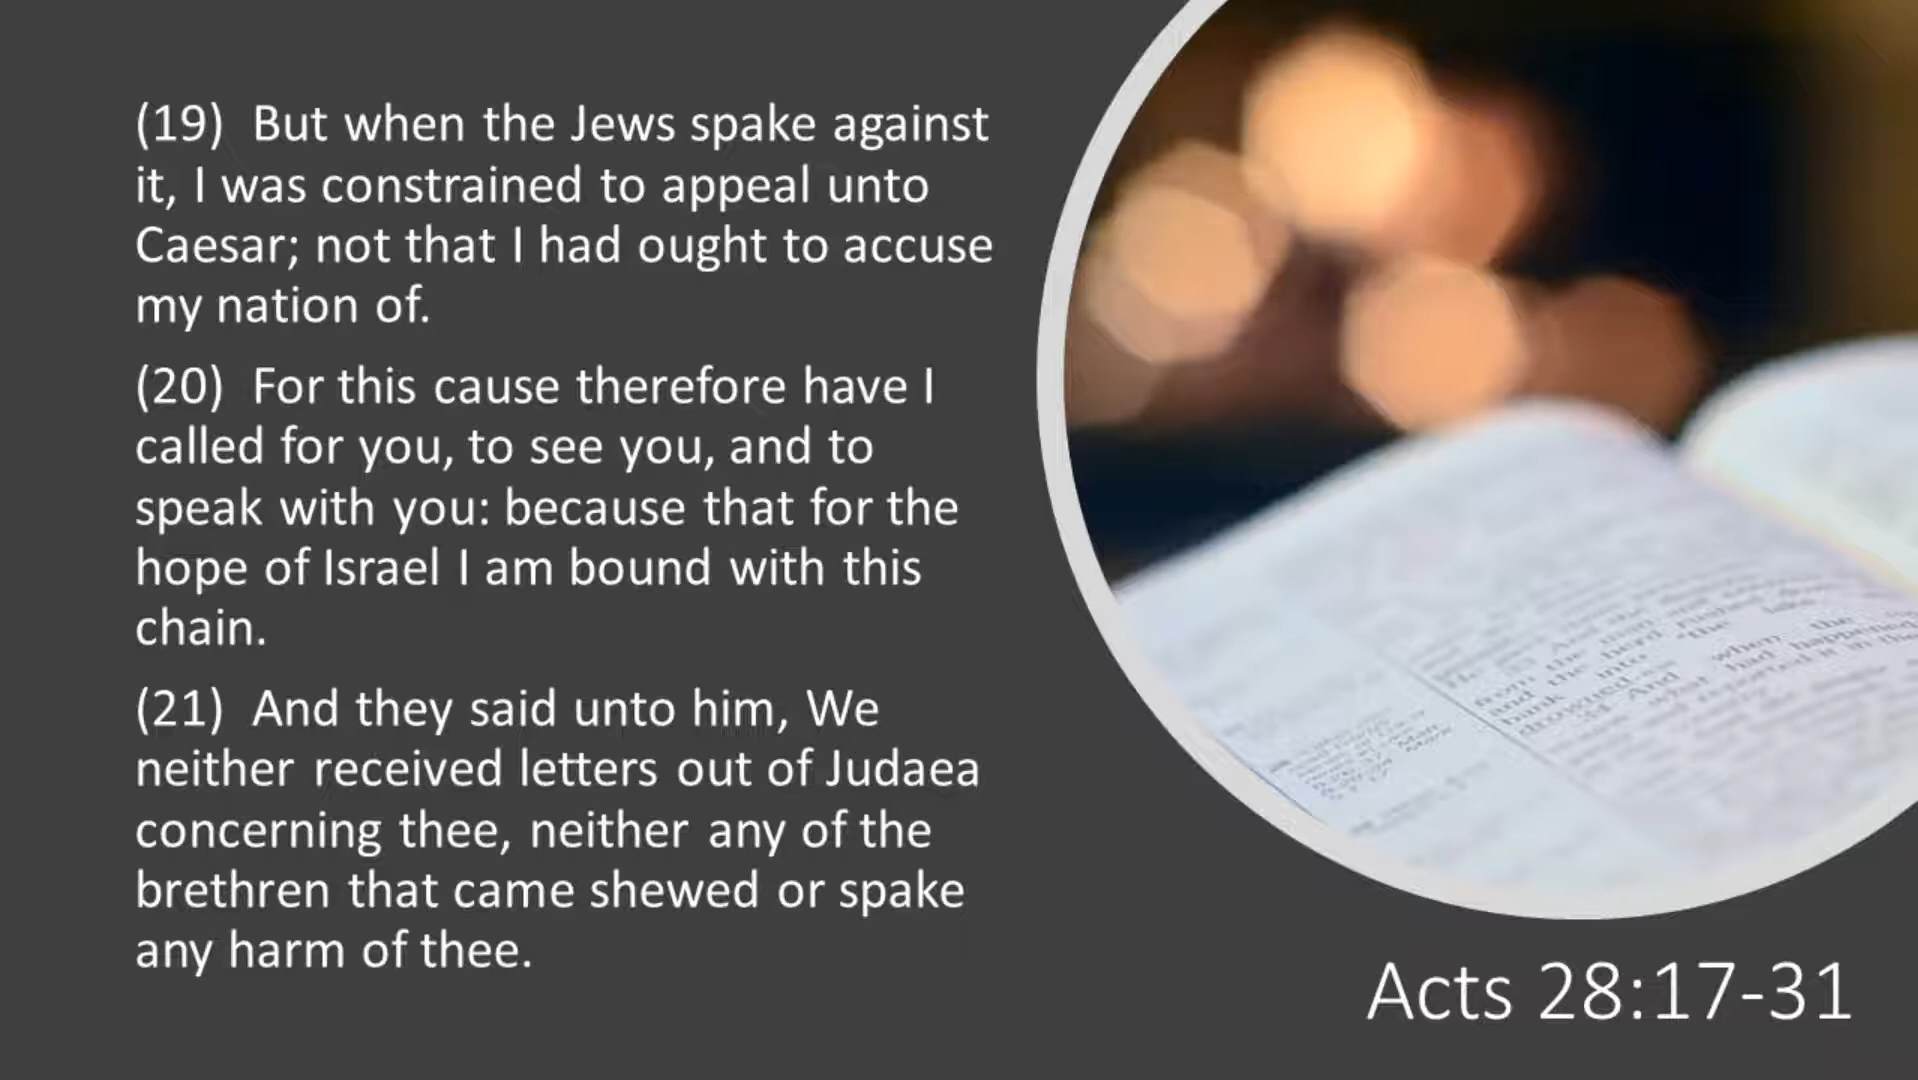 (19) But when the Jews spake against
it, I was constrained to appeal unto
Caesar; not that I had ought to accuse
my nation of.
(20) For this cause therefore have I
called for you, to see you, and to
speak with you: because that for the
hope of Israel I am bound with this
chain.
(21) And they said unto him, We
neither received letters out of Judaea
concerning thee, neither any of the
brethren that came shewed or spake
any harm of thee.
Acts 28:17-31